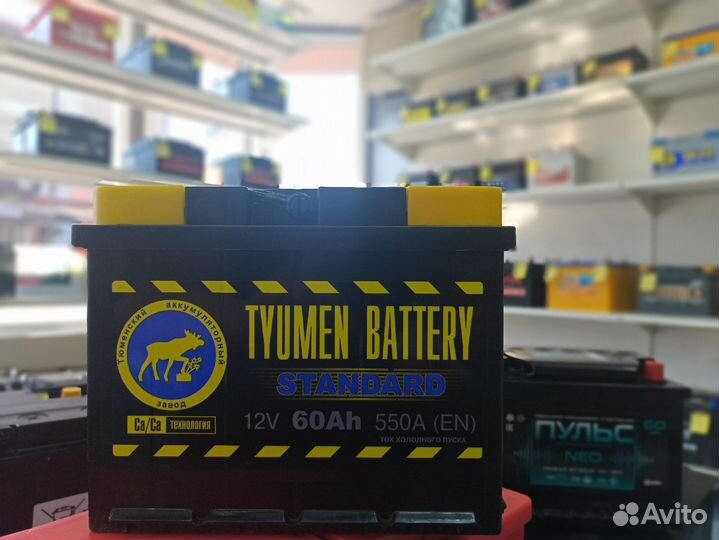 Тюменский аккумуляторный
завод
Ca/Ca технология
TYUMEN BATTERY
STANDARD
12V 60Ah 550A (EN)
ТОК ХОЛОДНОГО ПУСКА
ПУЛЬС
NEO
60
Avito